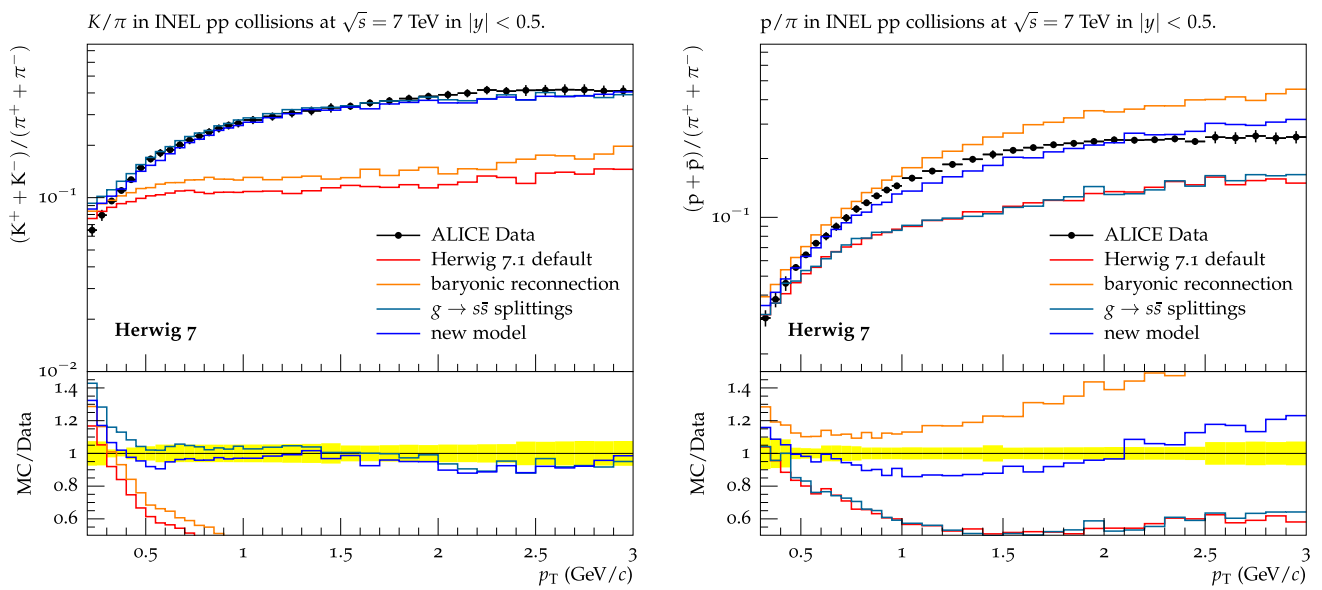 K/π in INEL pp collisions at √s = 7 TeV in |y| < 0.5.
(K⁺ + K⁻)/(π⁺ + π⁻)
10⁻¹
10⁻²
ALICE Data
Herwig 7.1 default
baryonic reconnection
g → ss̄ splittings
new model
Herwig 7
MC/Data
1.4
1.2
1
0.8
0.6
0.5
1
1.5
2
2.5
3
p_T (GeV/c)
p/π in INEL pp collisions at √s = 7 TeV in |y| < 0.5.
(p + p̄)/(π⁺ + π⁻)
10⁻¹
ALICE Data
Herwig 7.1 default
baryonic reconnection
g → ss̄ splittings
new model
Herwig 7
MC/Data
1.4
1.2
1
0.8
0.6
0.5
1
1.5
2
2.5
3
p_T (GeV/c)